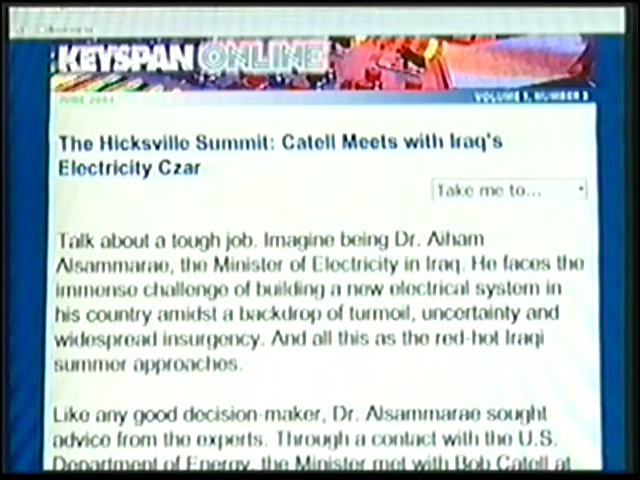 KEYSPAN ONLINE
JUNE 2004
VOLUME 5, NUMBER 3
The Hicksville Summit: Catell Meets with Iraq's
Electricity Czar
Take me to...
Talk about a tough job. Imagine being Dr. Aiham
Alsammarae, the Minister of Electricity in Iraq. He faces the
immense challenge of building a new electrical system in
his country amidst a backdrop of turmoil, uncertainty and
widespread insurgency. And all this as the red-hot Iraqi
summer approaches.
Like any good decision-maker, Dr. Alsammarae sought
advice from the experts. Through a contact with the U.S.
Department of Energy, the Minister met with Bob Catell at